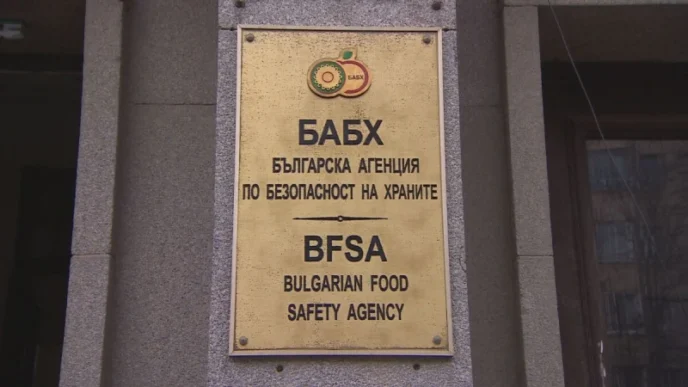 БАБХ
БАБХ
БЪЛГАРСКА АГЕНЦИЯ
ПО БЕЗОПАСНОСТ НА ХРАНИТЕ
BFSA
BULGARIAN FOOD
SAFETY AGENCY